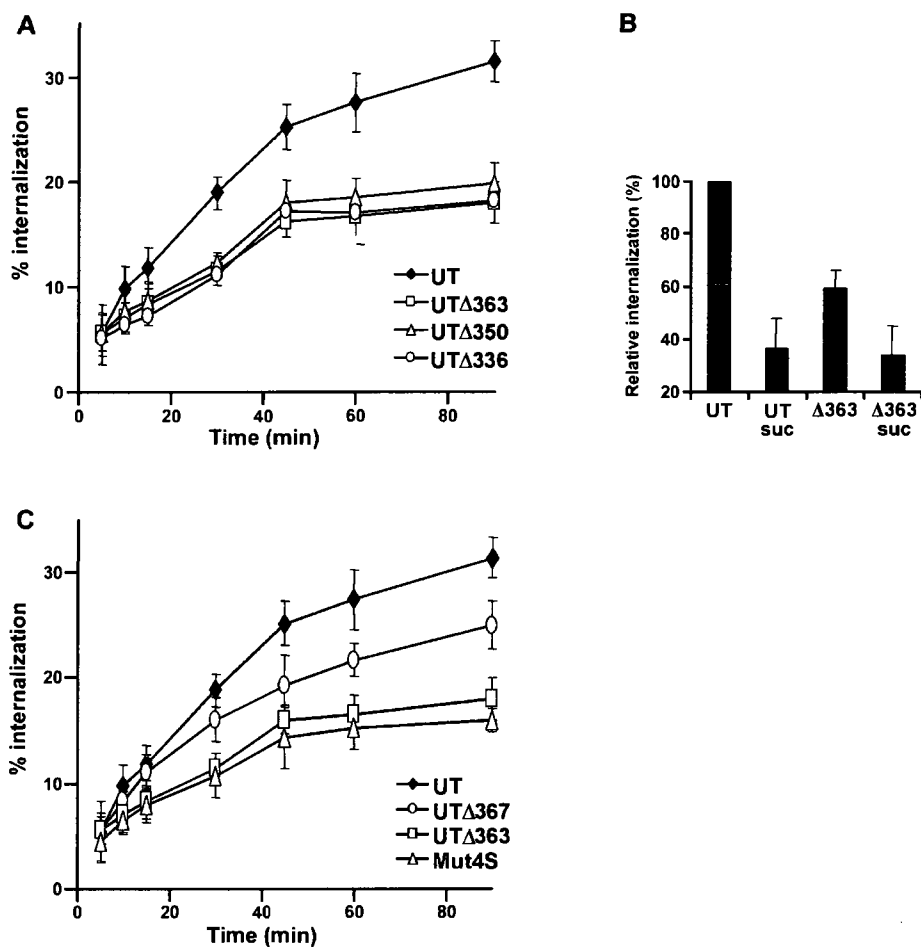 A
% internalization
30
20
10
0
0
20
40
60
80
Time (min)
UT
UTΔ363
UTΔ350
UTΔ336
B
Relative internalization (%)
100
80
60
40
20
UT
UT
suc
Δ363
Δ363
suc
C
% internalization
30
20
10
0
0
20
40
60
80
Time (min)
UT
UTΔ367
UTΔ363
Mut4S